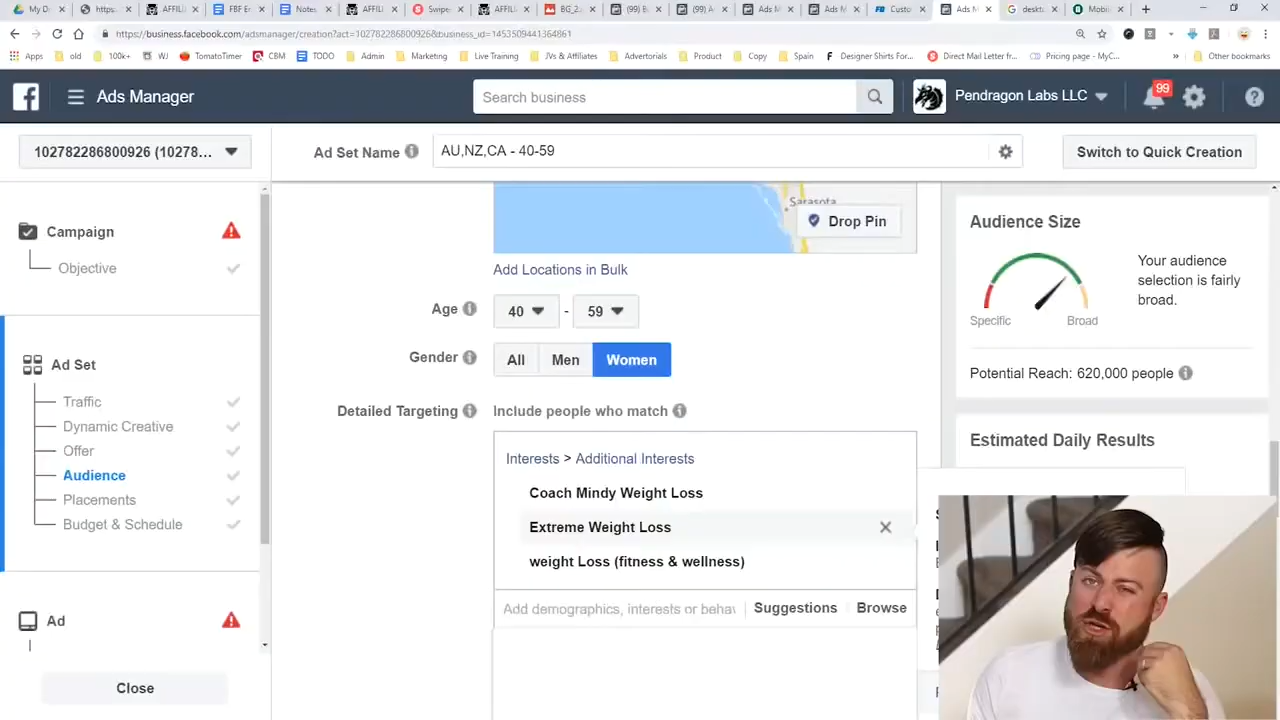 My D
https:
AFFILI
FBF En
Notes
AFFILI
Swipe
AFFILI
BG_2
(99) B
(99) A
Ads M
Ads M
Custo
Ads M
deskt
Mobil
https://business.facebook.com/adsmanager/creation?act=102782286800926&business_id=1453509441364861
Apps
old
100k+
WJ
TomatoTimer
CBM
TODO
Admin
Marketing
Live Training
JVs & Affiliates
Advertorials
Product
Copy
Spain
Designer Shirts For...
Direct Mail Letter fr...
Pricing page - MyC...
»
Other bookmarks
Ads Manager
Search business
Pendragon Labs LLC
99
102782286800926 (10278...
Ad Set Name
AU,NZ,CA - 40-59
Switch to Quick Creation
Campaign
Objective
Ad Set
Traffic
Dynamic Creative
Offer
Audience
Placements
Budget & Schedule
Ad
Close
Sarasota
Drop Pin
Add Locations in Bulk
Age
40
-
59
Gender
All
Men
Women
Detailed Targeting
Include people who match
Interests > Additional Interests
Coach Mindy Weight Loss
Extreme Weight Loss
weight Loss (fitness & wellness)
Add demographics, interests or behav
Suggestions
Browse
Audience Size
Specific
Broad
Your audience
selection is fairly
broad.
Potential Reach: 620,000 people
Estimated Daily Results